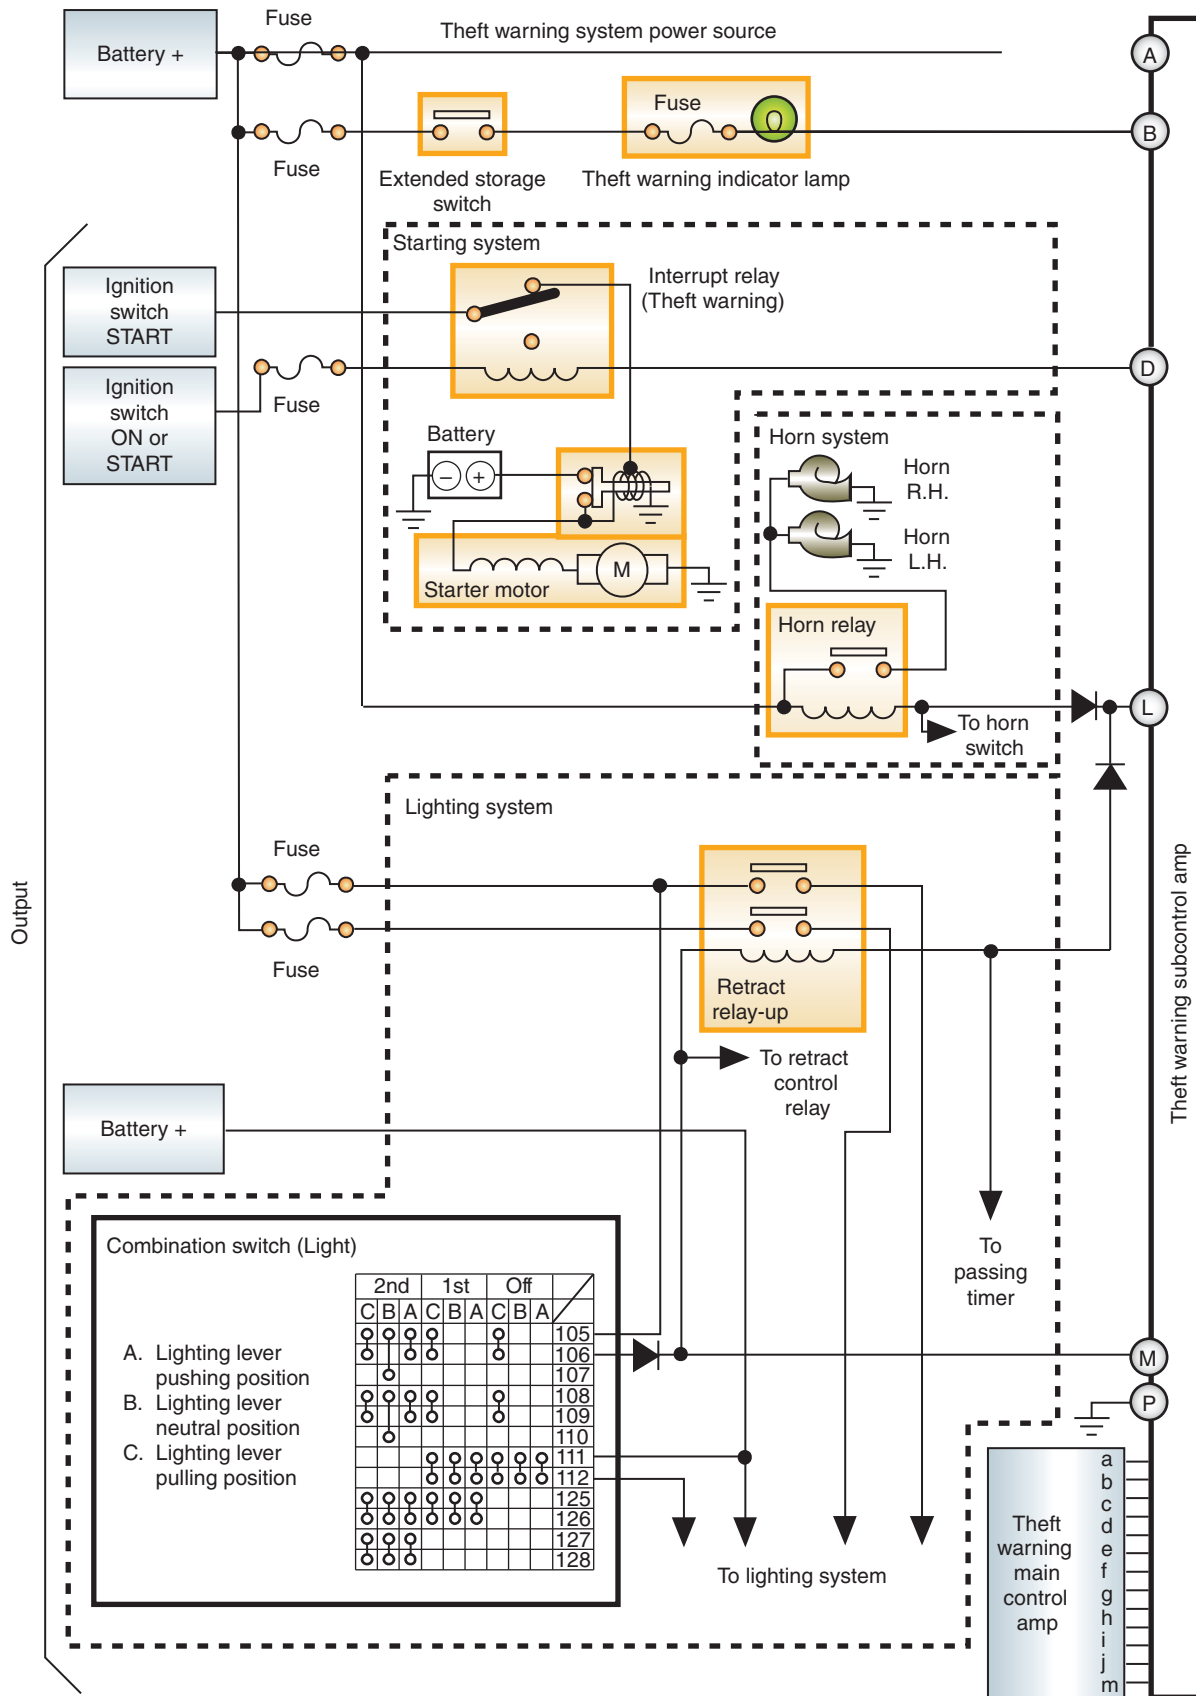 Fuse
Battery +
Theft warning system power source
A
Fuse
B
Fuse
Extended storage
switch
Theft warning indicator lamp
Starting system
Ignition
switch
START
Interrupt relay
(Theft warning)
Ignition
switch
ON or
START
Fuse
D
Battery
− +
Horn system
Horn
R.H.
Horn
L.H.
M
Starter motor
Horn relay
L
To horn
switch
Lighting system
Fuse
Fuse
Retract
relay-up
Output
Theft warning subcontrol amp
To retract
control
relay
Battery +
To
passing
timer
Combination switch (Light)
2nd 1st Off
C B A C B A C B A
105
106
107
108
109
110
111
112
125
126
127
128
A. Lighting lever
pushing position
B. Lighting lever
neutral position
C. Lighting lever
pulling position
M
P
To lighting system
Theft
warning
main
control
amp
a
b
c
d
e
f
g
h
i
j
m